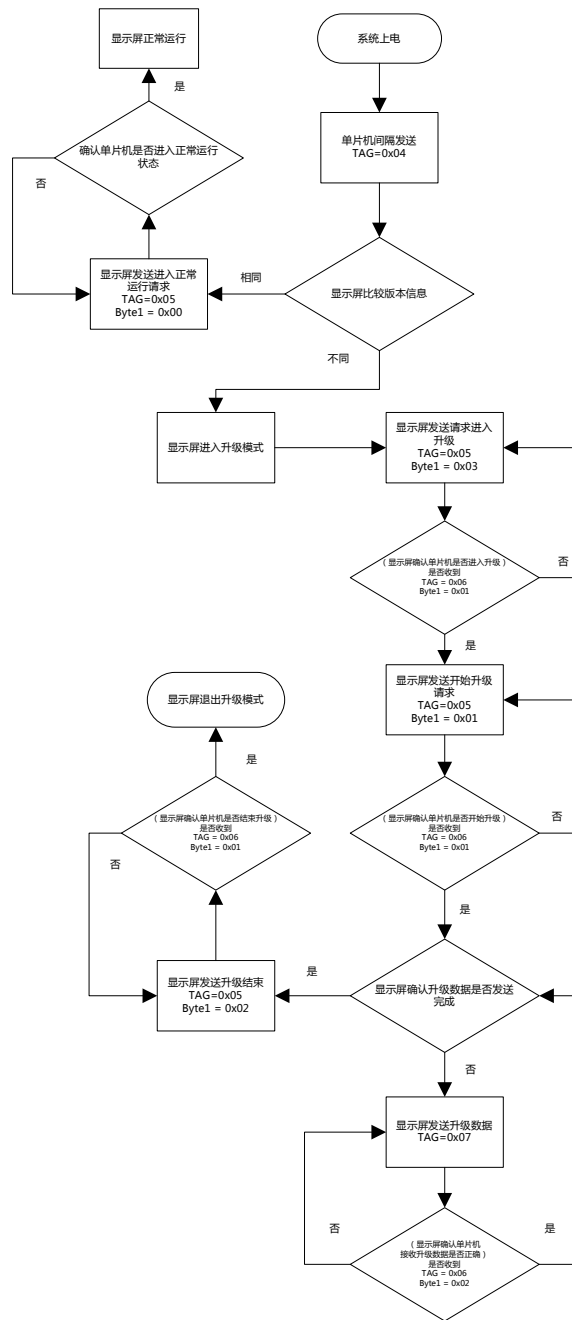 显示屏正常运行
系统上电
是
单片机间隔发送
TAG=0x04
确认单片机是否进入正常运行
状态
否
显示屏发送进入正常
运行请求
TAG=0x05
Byte1 = 0x00
相同
显示屏比较版本信息
不同
显示屏进入升级模式
显示屏发送请求进入
升级
TAG=0x05
Byte1 = 0x03
（显示屏确认单片机是否进入升级）
是否收到
TAG = 0x06
Byte1 = 0x01
否
是
显示屏发送开始升级
请求
TAG=0x05
Byte1 = 0x01
显示屏退出升级模式
是
（显示屏确认单片机是否结束升级）
是否收到
TAG = 0x06
Byte1 = 0x01
否
（显示屏确认单片机是否开始升级）
是否收到
TAG = 0x06
Byte1 = 0x01
否
是
显示屏发送升级结束
TAG=0x05
Byte1 = 0x02
是
显示屏确认升级数据是否发送
完成
否
显示屏发送升级数据
TAG=0x07
否
（显示屏确认单片机
接收升级数据是否正确）
是否收到
TAG = 0x06
Byte1 = 0x02
是